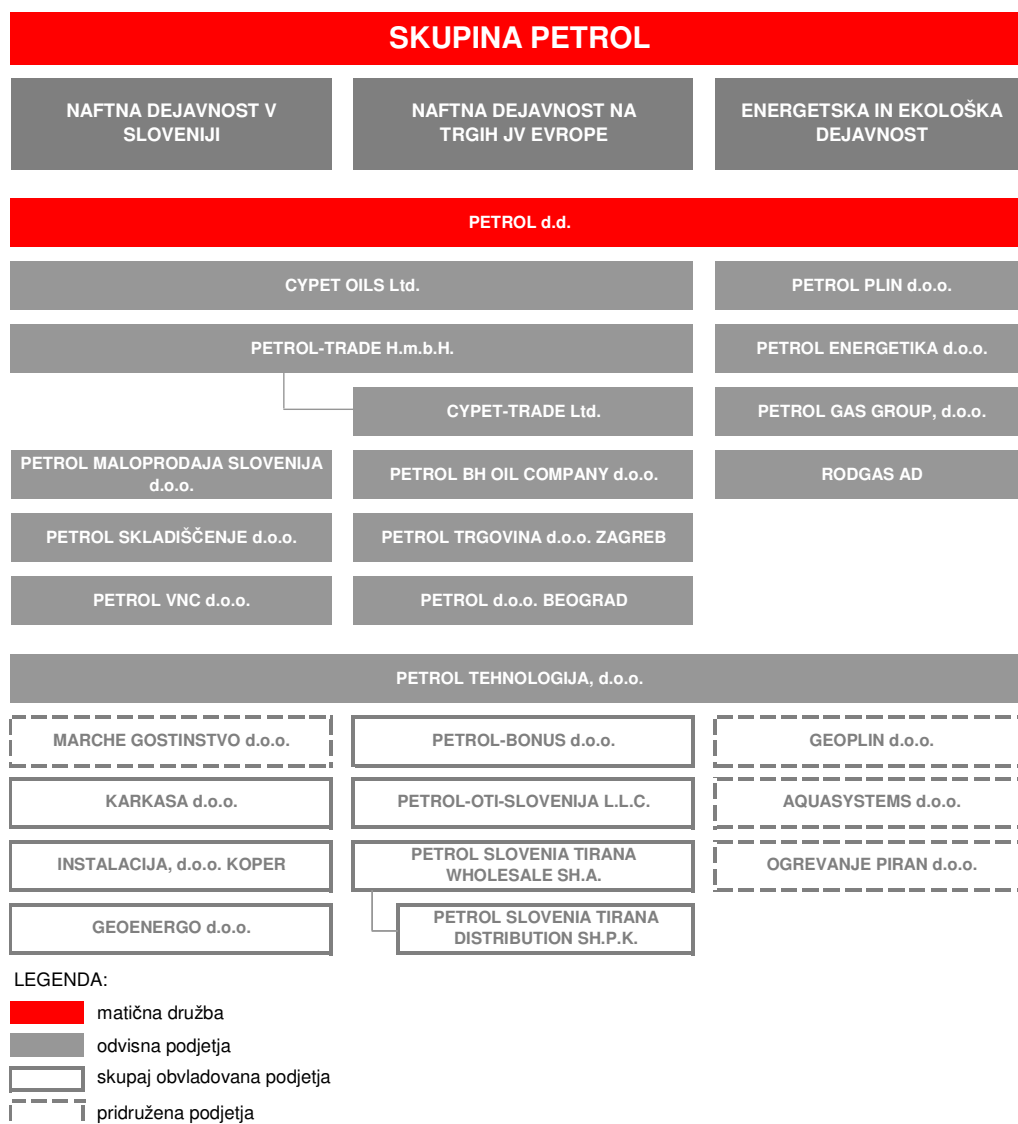 SKUPINA PETROL
NAFTNA DEJAVNOST V
SLOVENIJI
NAFTNA DEJAVNOST NA
TRGIH JV EVROPE
ENERGETSKA IN EKOLOŠKA
DEJAVNOST
PETROL d.d.
CYPET OILS Ltd.
PETROL PLIN d.o.o.
PETROL-TRADE H.m.b.H.
PETROL ENERGETIKA d.o.o.
CYPET-TRADE Ltd.
PETROL GAS GROUP, d.o.o.
PETROL MALOPRODAJA SLOVENIJA
d.o.o.
PETROL BH OIL COMPANY d.o.o.
RODGAS AD
PETROL SKLADIŠČENJE d.o.o.
PETROL TRGOVINA d.o.o. ZAGREB
PETROL VNC d.o.o.
PETROL d.o.o. BEOGRAD
PETROL TEHNOLOGIJA, d.o.o.
MARCHE GOSTINSTVO d.o.o.
PETROL-BONUS d.o.o.
GEOPLIN d.o.o.
KARKASA d.o.o.
PETROL-OTI-SLOVENIJA L.L.C.
AQUASYSTEMS d.o.o.
INSTALACIJA, d.o.o. KOPER
PETROL SLOVENIA TIRANA
WHOLESALE SH.A.
OGREVANJE PIRAN d.o.o.
GEOENERGO d.o.o.
PETROL SLOVENIA TIRANA
DISTRIBUTION SH.P.K.
LEGENDA:
matična družba
odvisna podjetja
skupaj obvladovana podjetja
pridružena podjetja